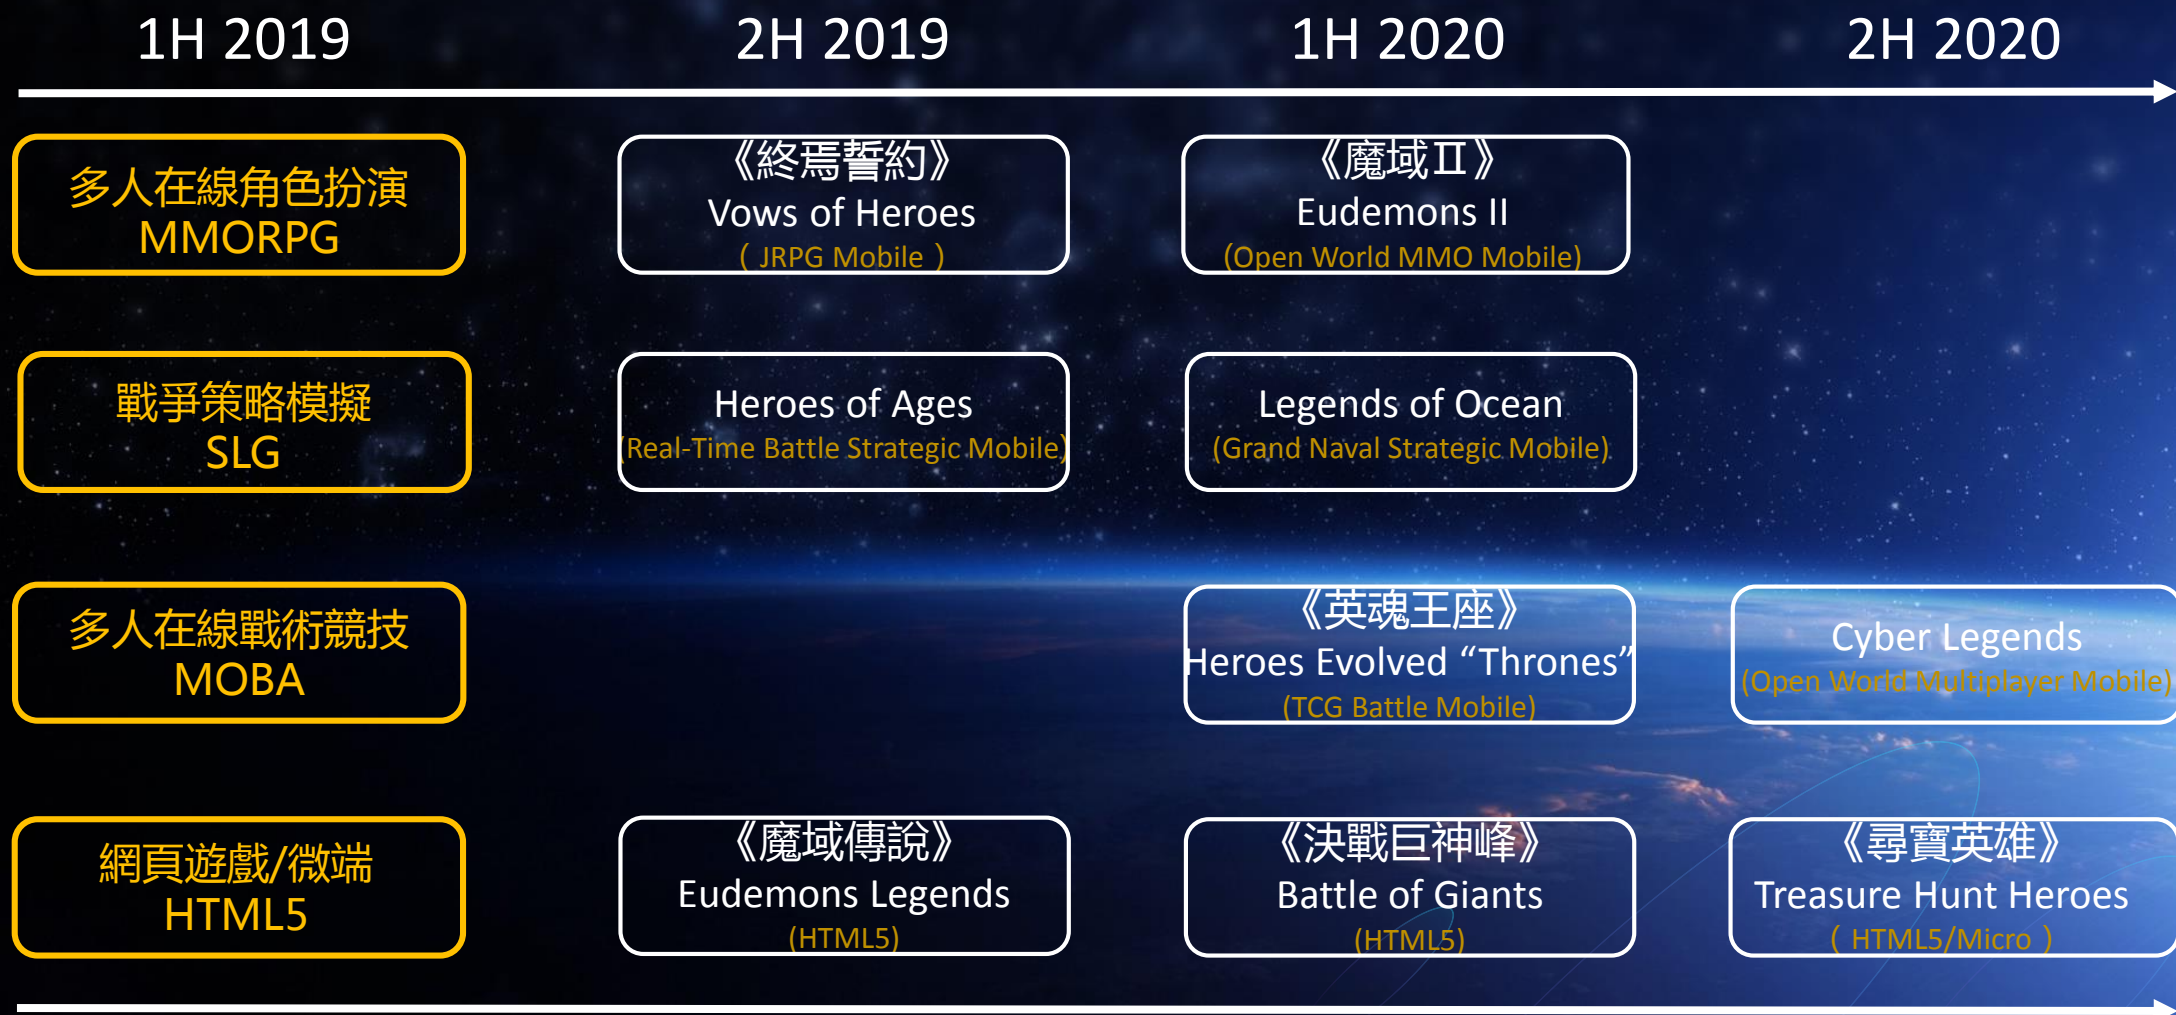 1H 2019
2H 2019
1H 2020
2H 2020
多人在線角色扮演
MMORPG
《終焉誓約》
Vows of Heroes
( JRPG Mobile )
《魔域II》
Eudemons II
(Open World MMO Mobile)
戰爭策略模擬
SLG
Heroes of Ages
(Real-Time Battle Strategic Mobile)
Legends of Ocean
(Grand Naval Strategic Mobile)
多人在線戰術競技
MOBA
《英魂王座》
Heroes Evolved “Thrones”
(TCG Battle Mobile)
Cyber Legends
(Open World Multiplayer Mobile)
網頁遊戲/微端
HTML5
《魔域傳說》
Eudemons Legends
(HTML5)
《決戰巨神峰》
Battle of Giants
(HTML5)
《尋寶英雄》
Treasure Hunt Heroes
( HTML5/Micro )